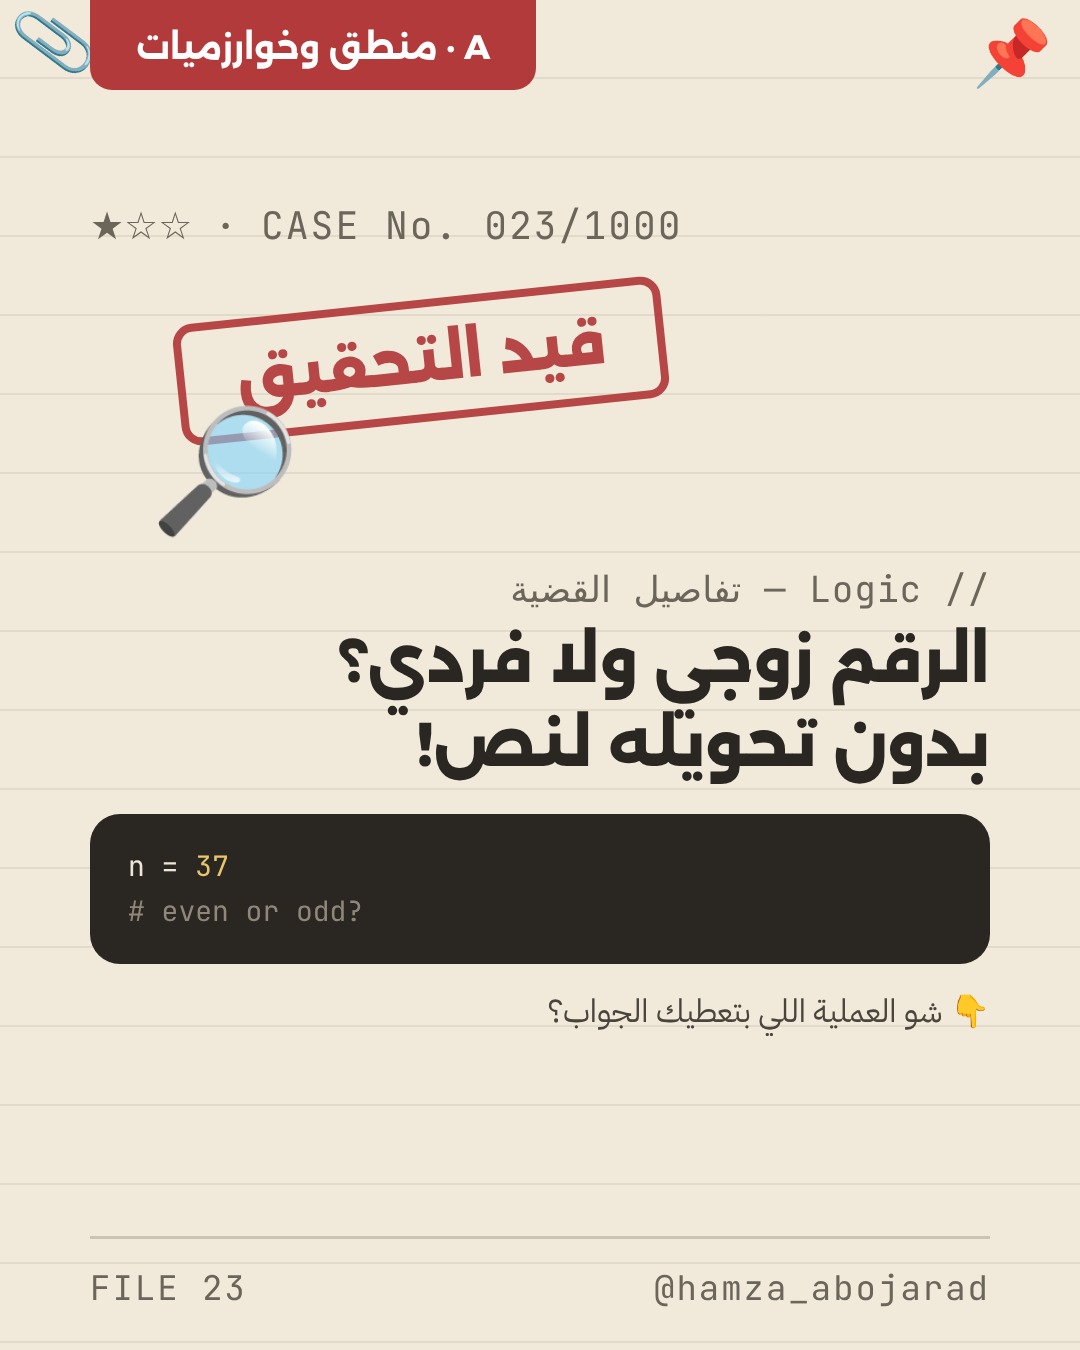 A · منطق وخوارزميات
★☆☆ · CASE No. 023/1000
قيد التحقيق
// Logic — تفاصيل القضية
الرقم زوجي ولا فردي؟
بدون تحويله لنص!
n = 37
# even or odd?
👇 شو العملية اللي بتعطيك الجواب؟
FILE 23
@hamza_abojarad